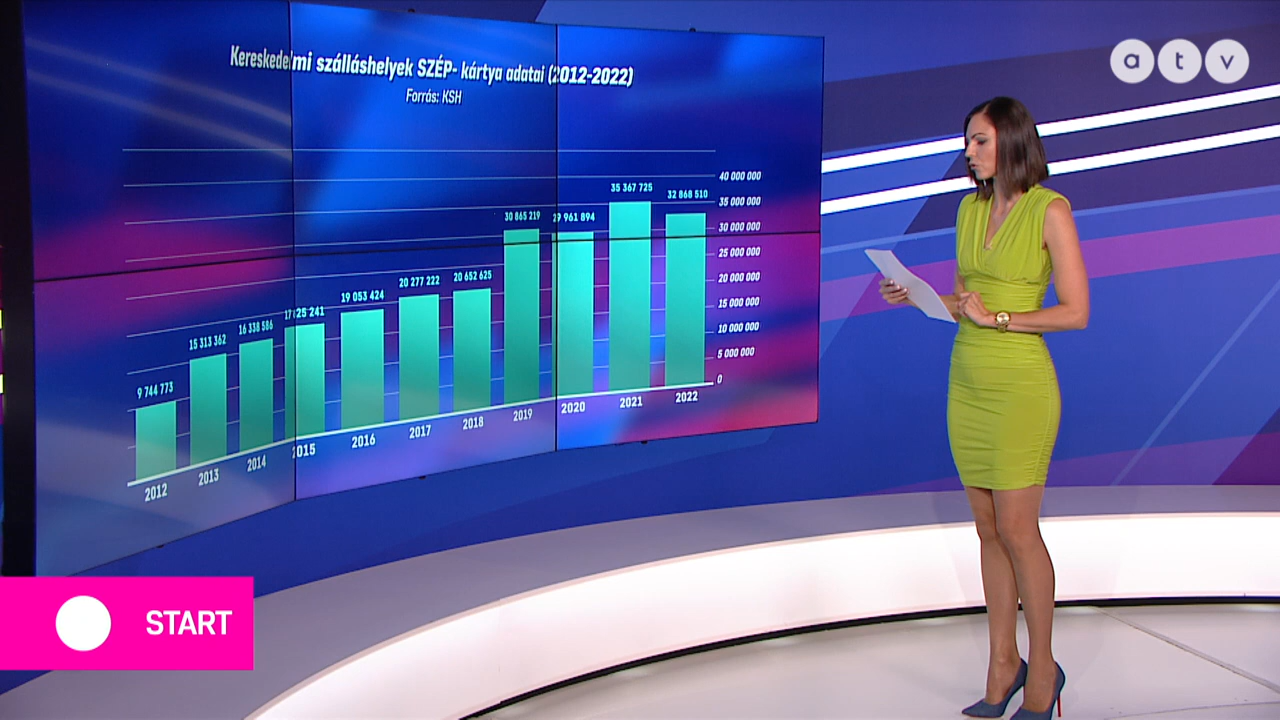 atv
Kereskedelmi szálláshelyek SZÉP- kártya adatai (2012-2022)
Forrás: KSH
40 000 000
35 000 000
30 000 000
25 000 000
20 000 000
15 000 000
10 000 000
5 000 000
0
9 744 773
15 313 362
16 338 586
25 241
19 053 424
20 277 222
20 652 625
30 865 219
29 961 894
35 367 725
32 868 510
2012
2013
2014
2015
2016
2017
2018
2019
2020
2021
2022
START